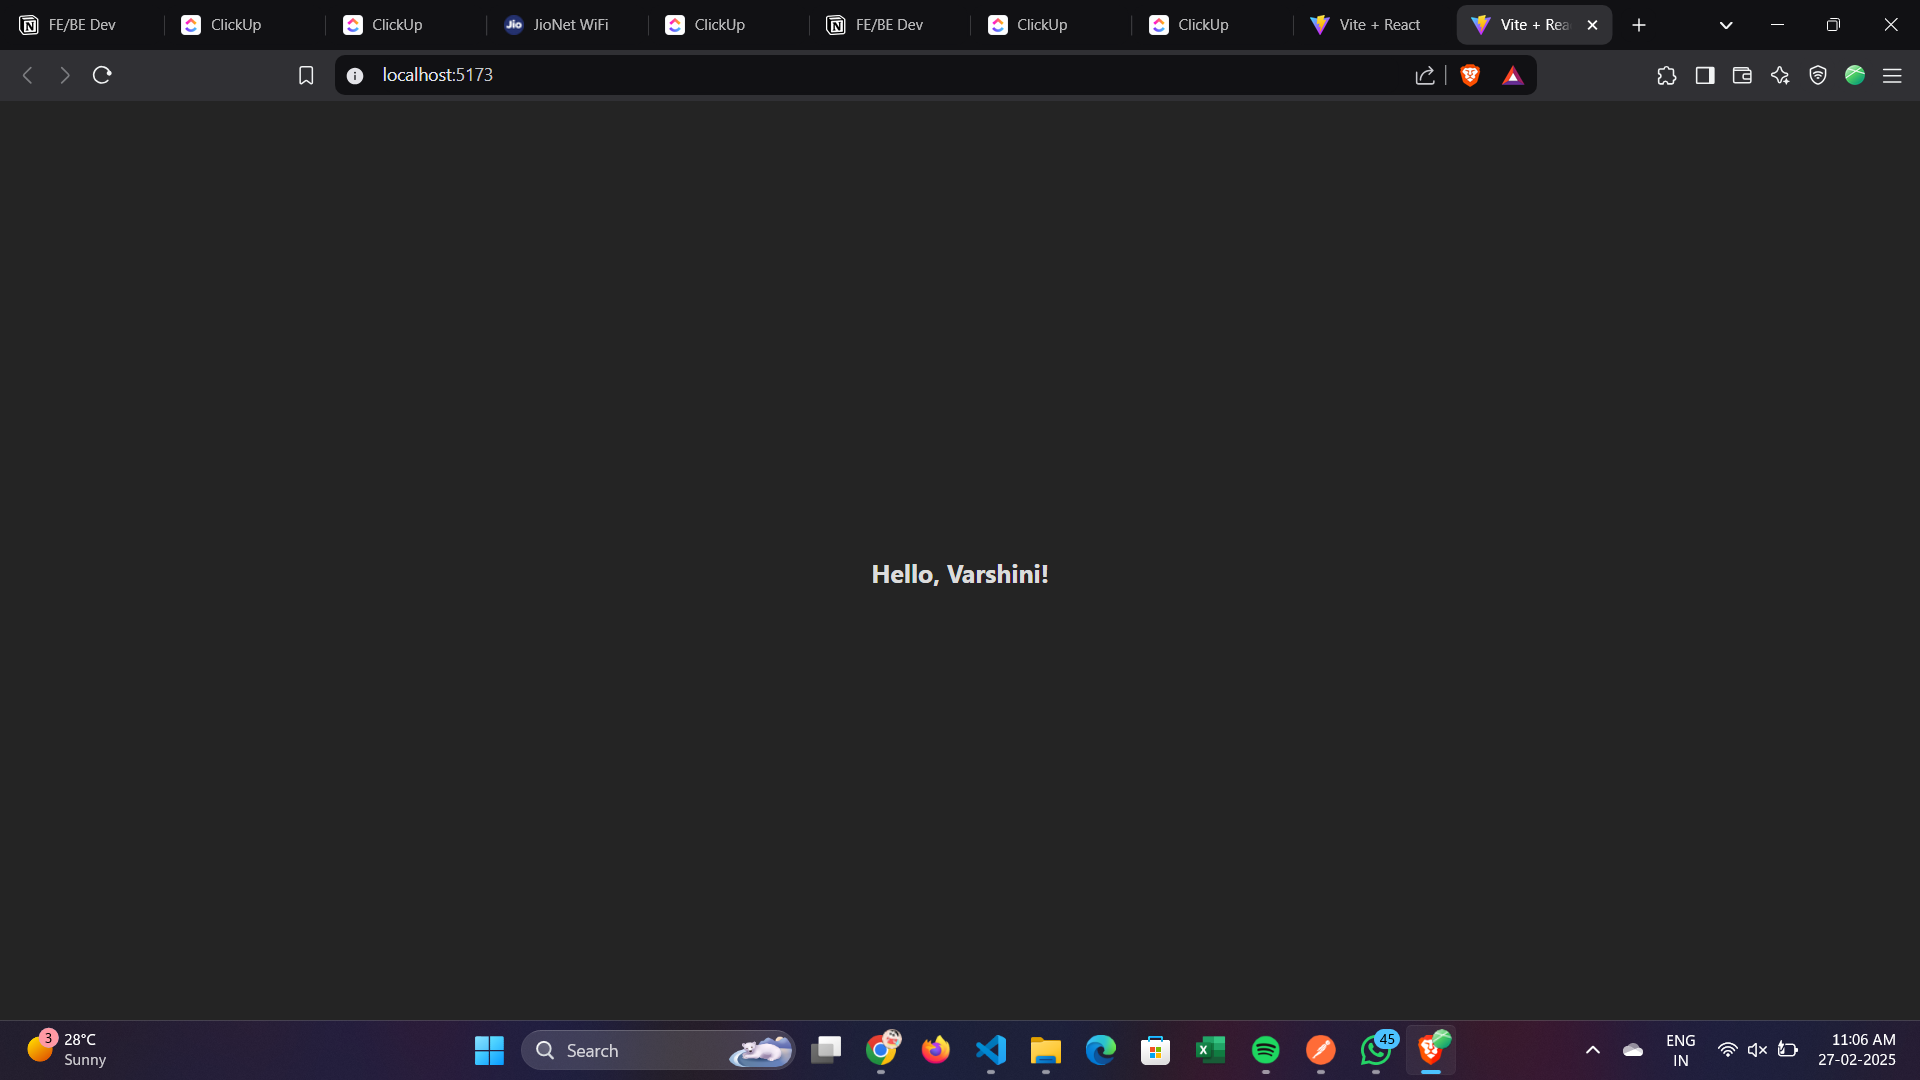 FE/BE Dev
ClickUp
ClickUp
Jio
JioNet WiFi
ClickUp
FE/BE Dev
ClickUp
ClickUp
Vite + React
Vite + Rea
localhost:5173
Hello, Varshini!
3
28°C
Sunny
Search
45
ENG
IN
11:06 AM
27-02-2025